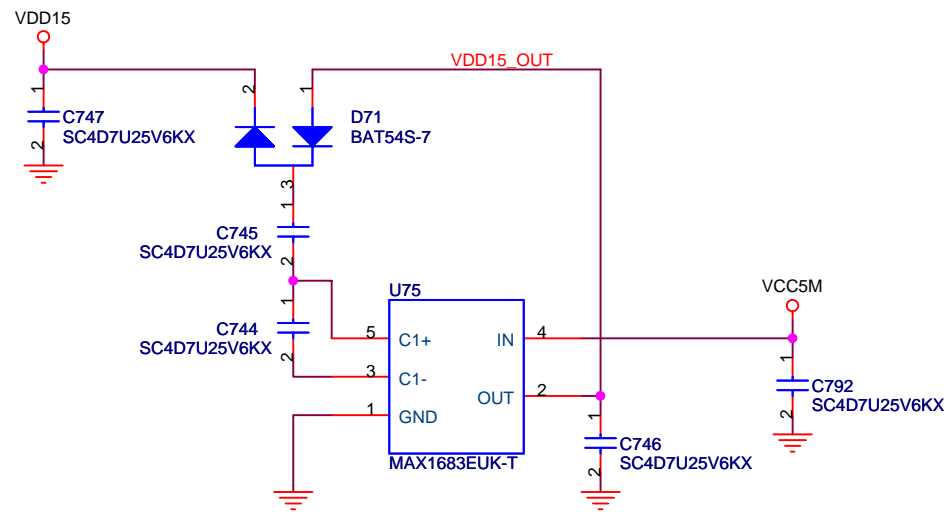 VDD15
VDD15_OUT
1
2
1
C747
SC4D7U25V6KX
D71
BAT54S-7
2
3
1
C745
SC4D7U25V6KX
2
U75
VCC5M
1
C744
SC4D7U25V6KX
2
5
C1+
IN
4
3
C1-
1
C792
SC4D7U25V6KX
2
OUT
2
1
GND
1
C746
SC4D7U25V6KX
2
MAX1683EUK-T